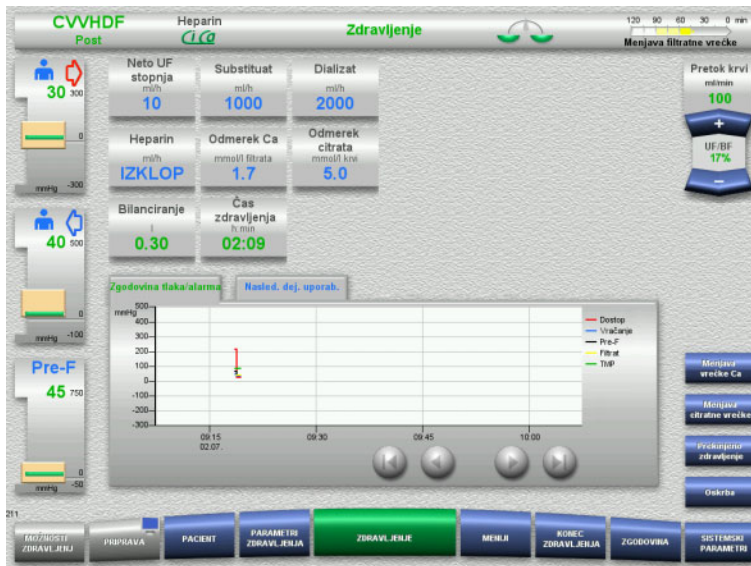 CVVHDF
Post
Heparin
Ci Ca
Zdravljenje
120 90 60 30 0 min
Menjava filtratne vrečke
30
300
0
mmHg -300
40
500
0
mmHg -100
Pre-F
45
750
0
mmHg -50
Neto UF stopnja
ml/h
10
Substituat
ml/h
1000
Dializat
ml/h
2000
Heparin
ml/h
IZKLOP
Odmerek Ca
mmol/l filtrata
1.7
Odmerek citrata
mmol/l krvi
5.0
Bilanciranje
l
0.30
Čas zdravljenja
h:min
02:09
Pretok krvi
ml/min
100
+
UF/BF
17%
−
Zgodovina tlaka/alarma
Nasled. dej. uporab.
mmHg
500
400
300
200
100
0
-100
-200
-300
09:15
02.07.
09:30
09:45
10:00
Dostop
Vračanje
Pre-F
Filtrat
TMP
Menjava vrečke Ca
Menjava citratne vrečke
Prekinjeno zdravljenje
Oskrba
211
MOŽNOSTI ZDRAVLJENJ
PRIPRAVA
PACIENT
PARAMETRI ZDRAVLJENJA
ZDRAVLJENJE
MENIJI
KONEC ZDRAVLJENJA
ZGODOVINA
SISTEMSKI PARAMETRI